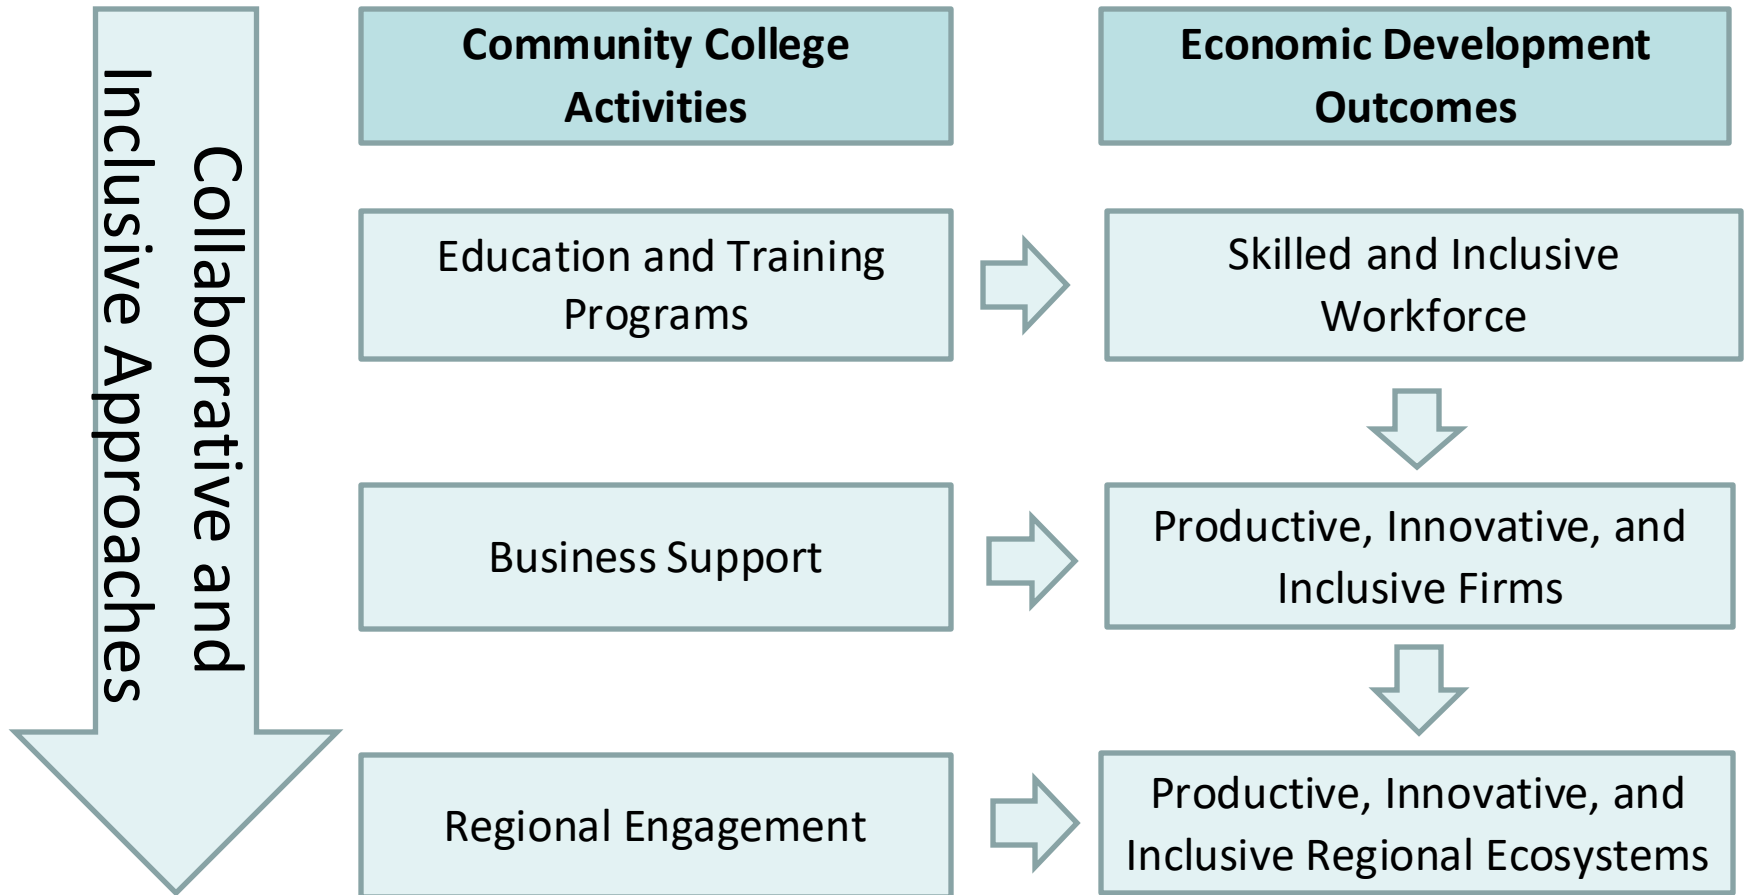 Collaborative and
Inclusive Approaches
Community College
Activities
Economic Development
Outcomes
Education and Training
Programs
Skilled and Inclusive
Workforce
Business Support
Productive, Innovative, and
Inclusive Firms
Regional Engagement
Productive, Innovative, and
Inclusive Regional Ecosystems